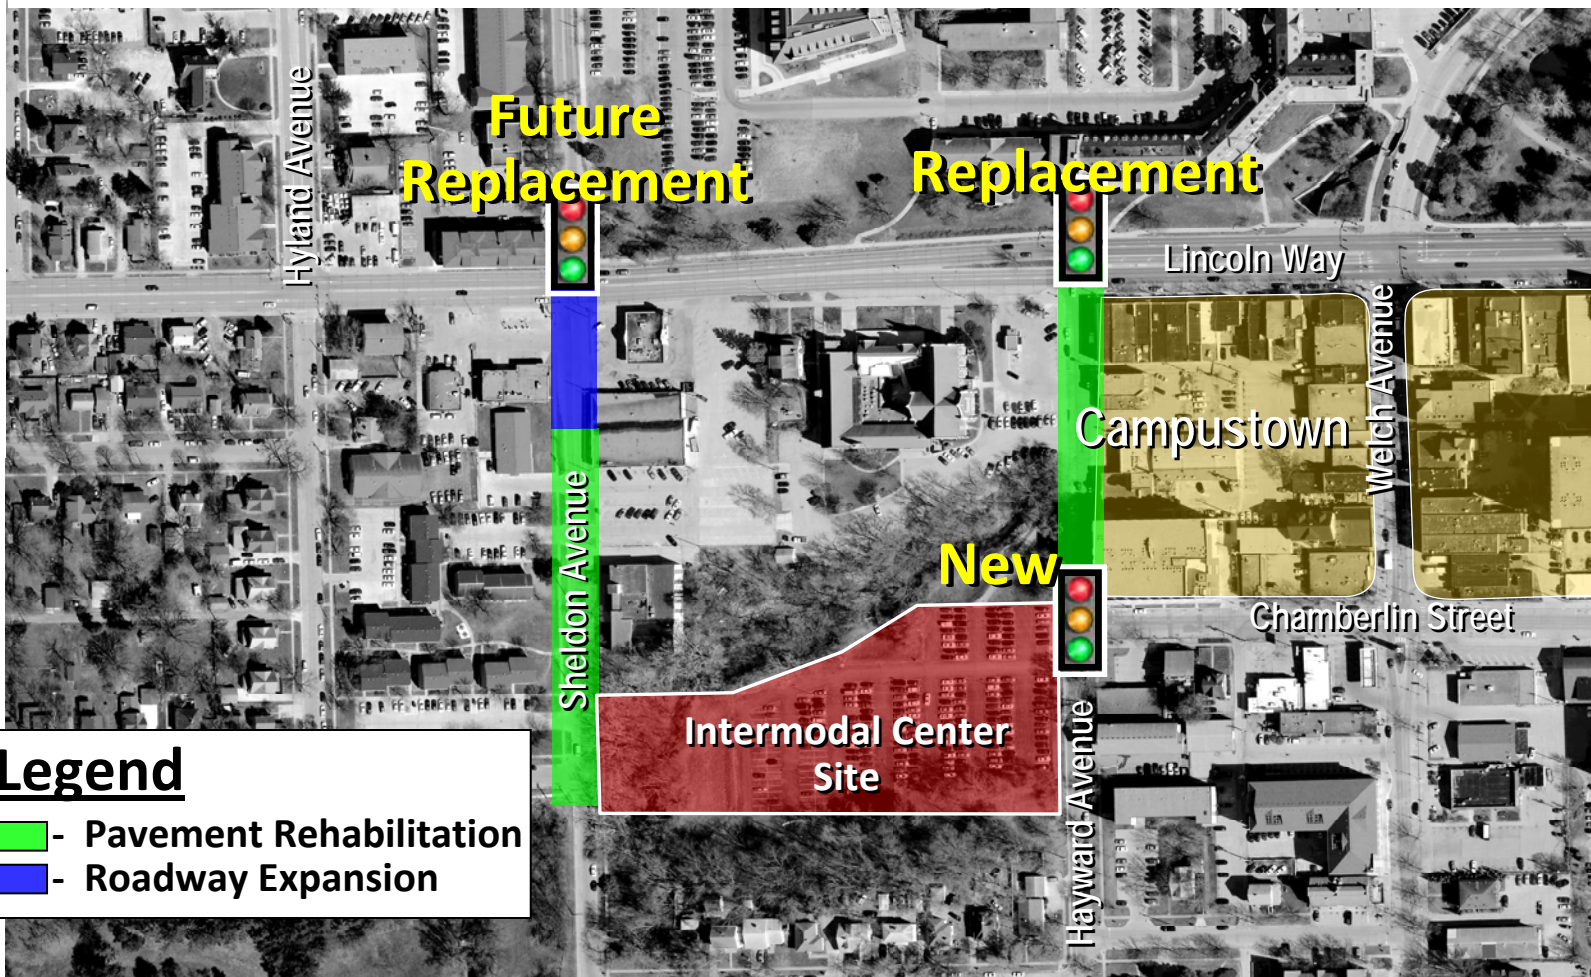 Future
Replacement
Replacement
Hyland Avenue
Lincoln Way
Welch Avenue
Campustown
Sheldon Avenue
New
Chamberlin Street
Intermodal Center
Site
Hayward Avenue
Legend
- Pavement Rehabilitation
- Roadway Expansion